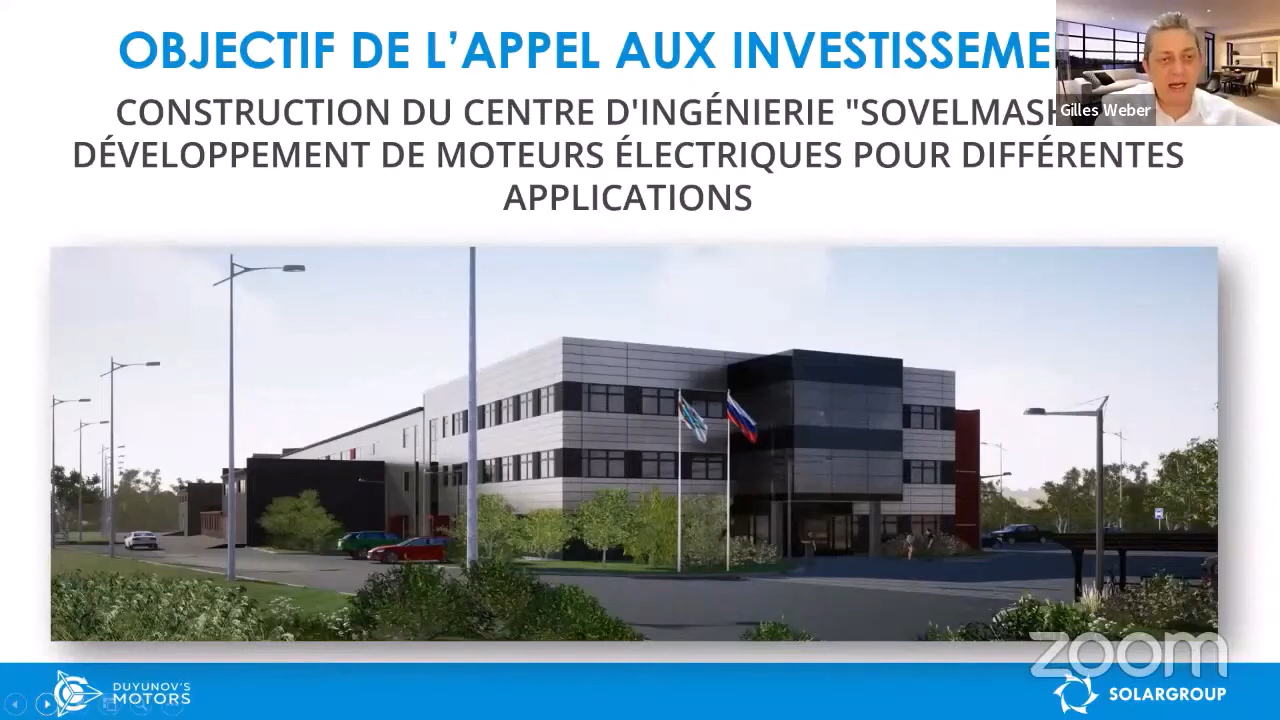 OBJECTIF DE L'APPEL AUX INVESTISSEME
CONSTRUCTION DU CENTRE D'INGÉNIERIE "SOVELMASH
DÉVELOPPEMENT DE MOTEURS ÉLECTRIQUES POUR DIFFÉRENTES
APPLICATIONS
Gilles Weber
zoom
DUYUNOV'S
MOTORS
SOLARGROUP